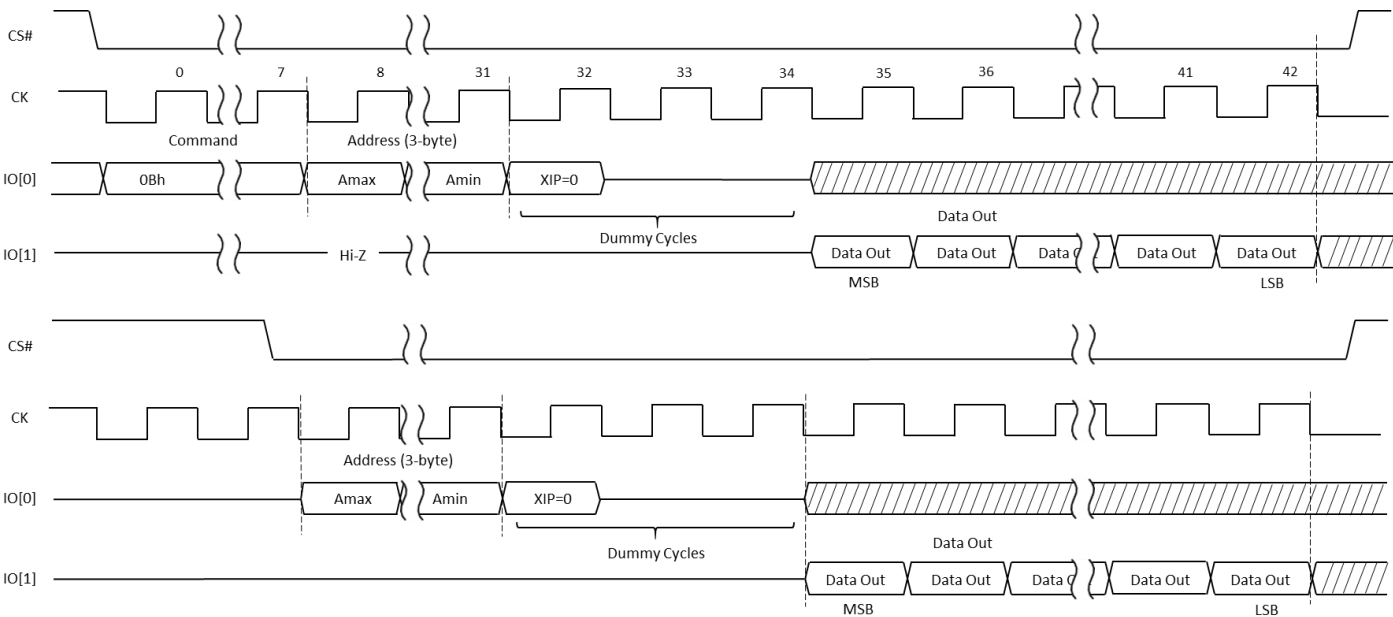 CS#
0 7 8 31 32 33 34 35 36 41 42
CK
Command Address (3-byte)
IO[0] 0Bh Amax Amin XIP=0
Dummy Cycles Data Out
IO[1] Hi-Z Data Out Data Out Data Out Data Out Data Out
MSB LSB
CS#
CK
Address (3-byte)
IO[0] Amax Amin XIP=0
Dummy Cycles Data Out
IO[1] Data Out Data Out Data Data Out Data Out
MSB LSB